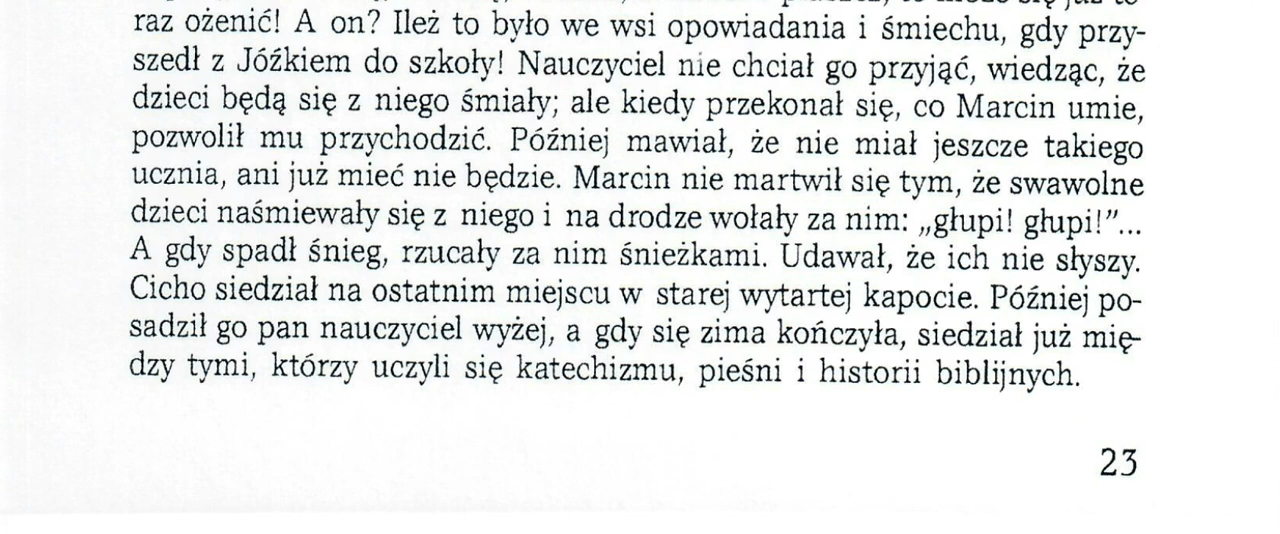 raz ożenić! A on? Ileż to było we wsi opowiadania i śmiechu, gdy przy-
szedł z Jóźkiem do szkoły! Nauczyciel nie chciał go przyjąć, wiedząc, że
dzieci będą się z niego śmiały; ale kiedy przekonał się, co Marcin umie,
pozwolił mu przychodzić. Później mawiał, że nie miał jeszcze takiego
ucznia, ani już mieć nie będzie. Marcin nie martwił się tym, że swawolne
dzieci naśmiewały się z niego i na drodze wołały za nim: „głupi! głupi!”...
A gdy spadł śnieg, rzucały za nim śnieżkami. Udawał, że ich nie słyszy.
Cicho siedział na ostatnim miejscu w starej wytartej kapocie. Później po-
sadził go pan nauczyciel wyżej, a gdy się zima kończyła, siedział już mię-
dzy tymi, którzy uczyli się katechizmu, pieśni i historii biblijnych.
23